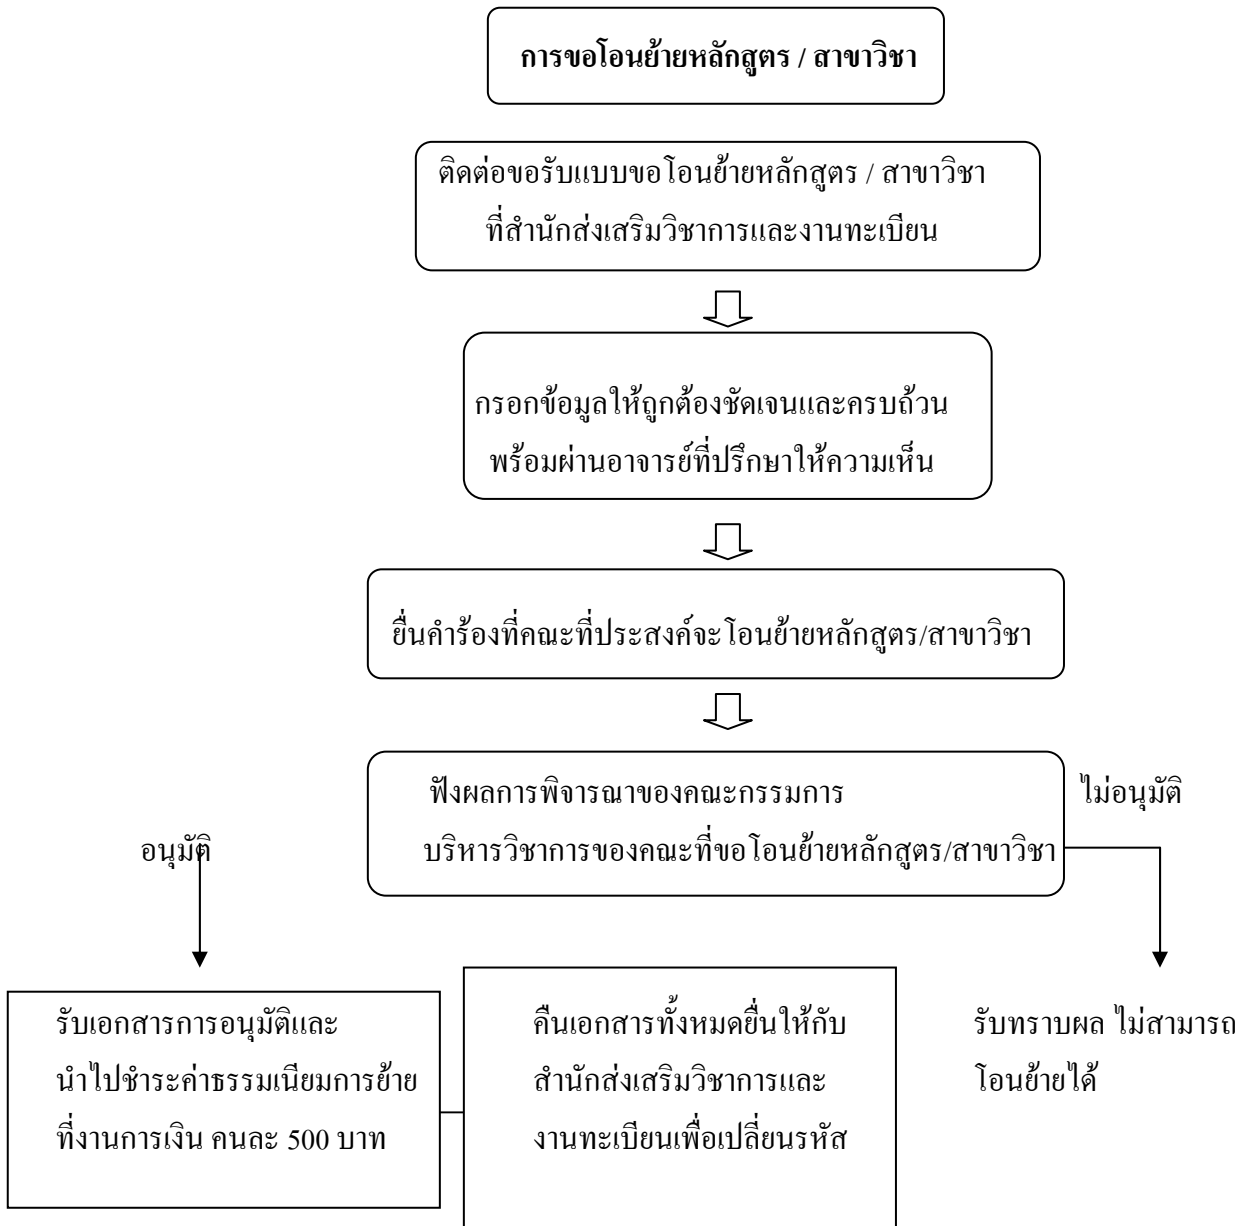 การขอโอนย้ายหลักสูตร / สาขาวิชา
ติดต่อขอรับแบบขอโอนย้ายหลักสูตร / สาขาวิชา
ที่สำนักส่งเสริมวิชาการและงานทะเบียน
กรอกข้อมูลให้ถูกต้องชัดเจนและครบถ้วน
พร้อมผ่านอาจารย์ที่ปรึกษาให้ความเห็น
ยื่นคำร้องที่คณะที่ประสงค์จะโอนย้ายหลักสูตร/สาขาวิชา
ฟังผลการพิจารณาของคณะกรรมการ
บริหารวิชาการของคณะที่ขอโอนย้ายหลักสูตร/สาขาวิชา
ไม่อนุมัติ
อนุมัติ
รับเอกสารการอนุมัติและ
นำไปชำระค่าธรรมเนียมการย้าย
ที่งานการเงิน คนละ 500 บาท
คืนเอกสารทั้งหมดยื่นให้กับ
สำนักส่งเสริมวิชาการและ
งานทะเบียนเพื่อเปลี่ยนรหัส
รับทราบผล ไม่สามารถ
โอนย้ายได้